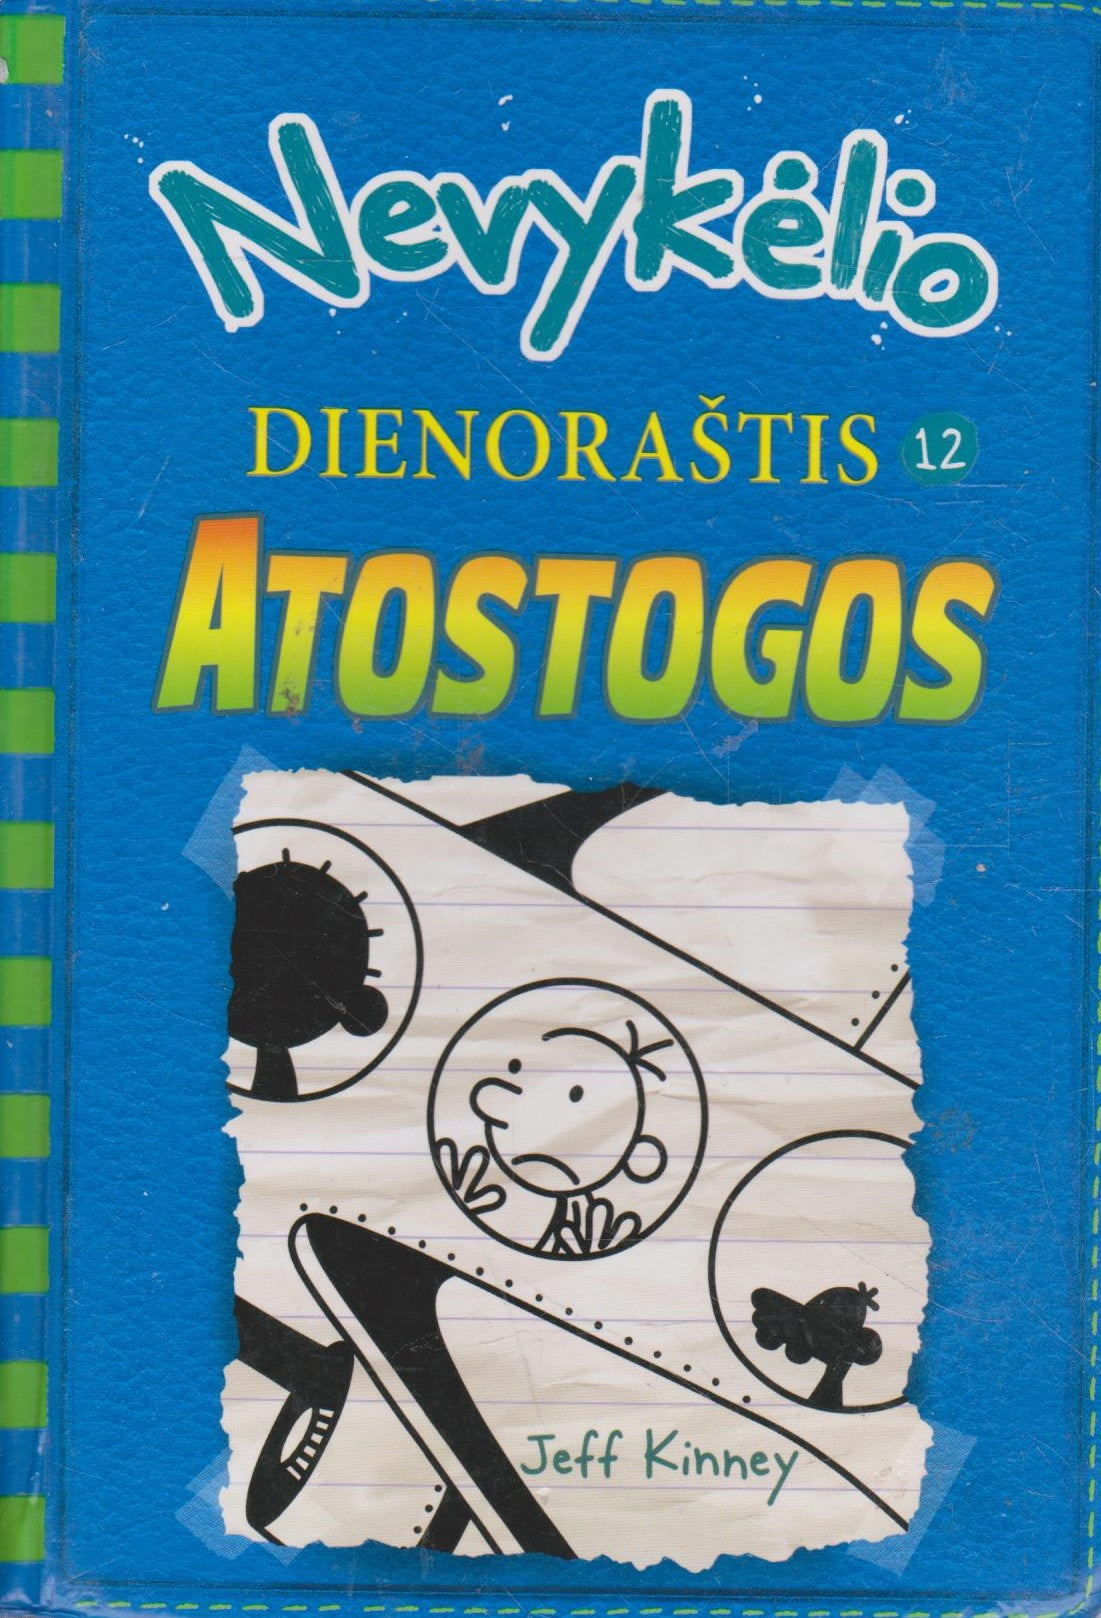 Nevykėlio
DIENORAŠTIS 12
ATOSTOGOS
Jeff Kinney